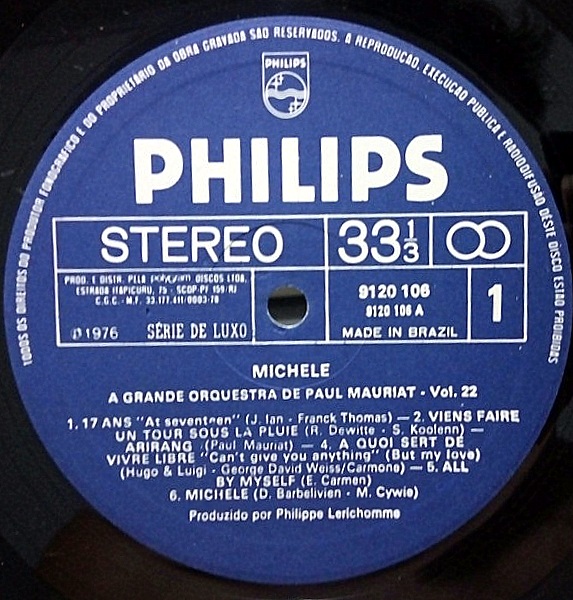 TODOS OS DIREITOS DO PRODUTOR FONOGRÁFICO E DO PROPRIETÁRIO DA OBRA GRAVADA SÃO RESERVADOS. A REPRODUÇÃO, EXECUÇÃO PÚBLICA E RADIODIFUSÃO DESTE DISCO ESTÃO PROIBIDAS
PHILIPS
PHILIPS
STEREO
33 1/3
PROD. E DISTR. PELA polygram DISCOS LTDA.
ESTRADA ITAPICURU, 75 - SCDP-PF 159/RJ
C.G.C.-M.F. 33.177.411/0003-70
℗ 1976 SÉRIE DE LUXO
9120 106
9120 106 A
MADE IN BRAZIL
1
MICHELE
A GRANDE ORQUESTRA DE PAUL MAURIAT - Vol. 22
1. 17 ANS "At seventeen" (J. Ian - Franck Thomas) — 2. VIENS FAIRE
UN TOUR SOUS LA PLUIE (R. Dewitte - S. Koolenn) —
ARIRANG (Paul Mauriat) — 4. A QUOI SERT DE
VIVRE LIBRE "Can't give you anything" (But my love)
(Hugo & Luigi - George David Weiss/Carmone) — 5. ALL
BY MYSELF (E. Carmen)
6. MICHELE (D. Barbelivien - M. Cywie)
Produzido por Philippe Lerichomme